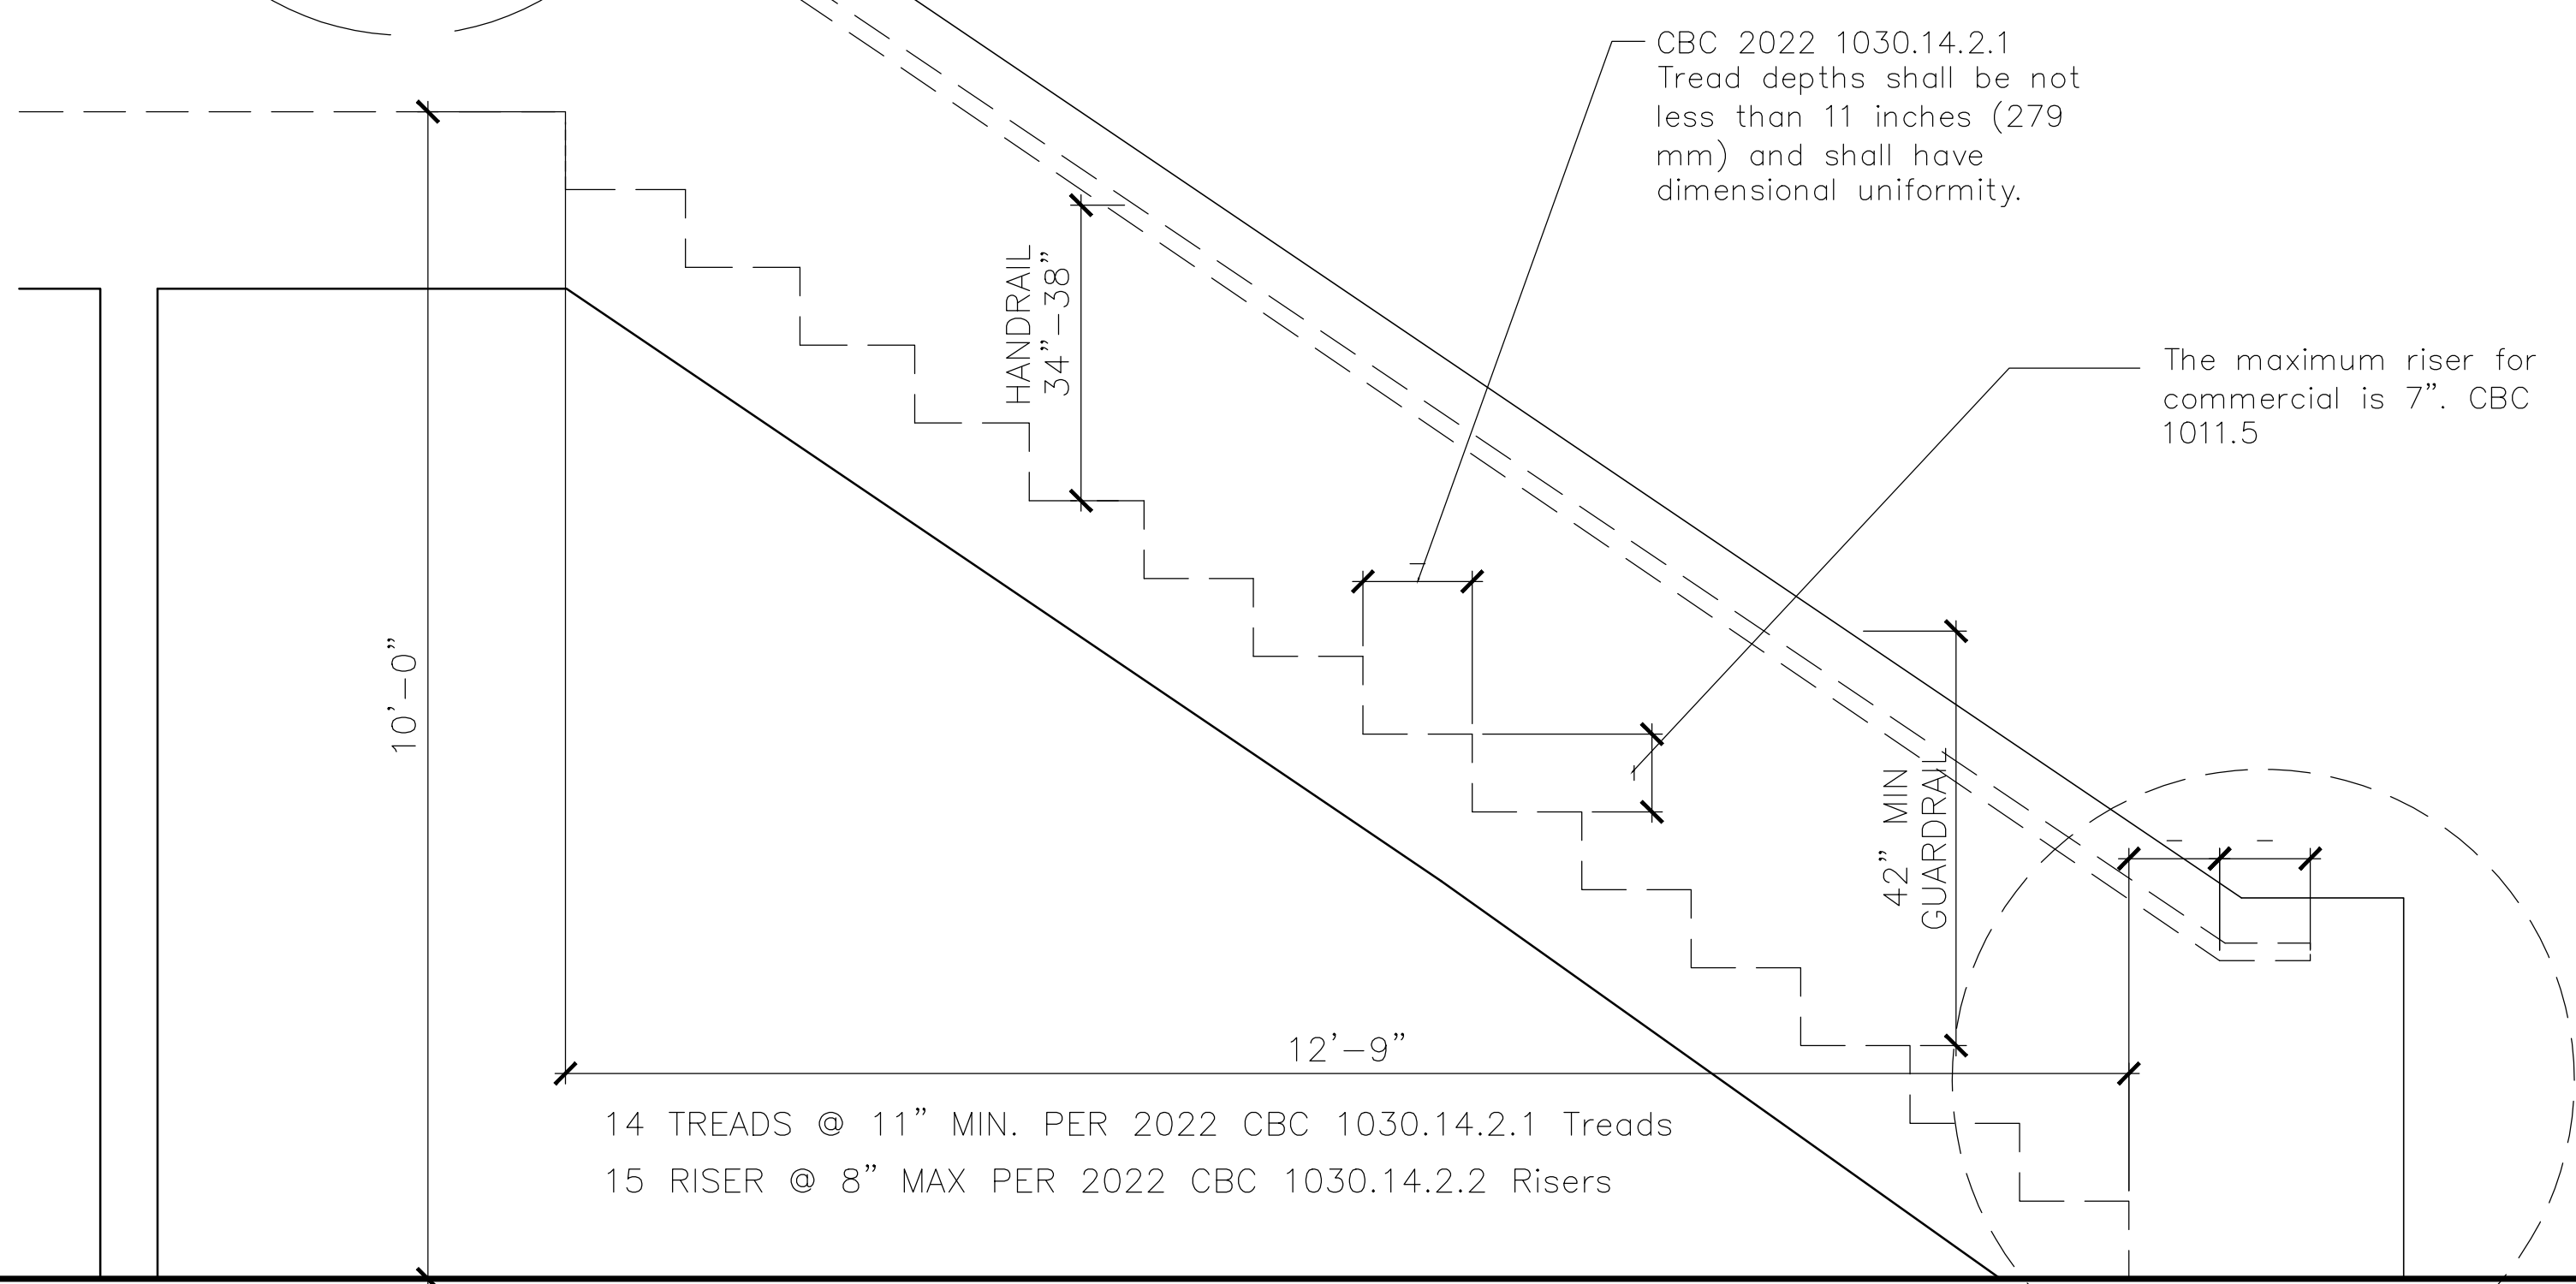 CBC 2022 1030.14.2.1
Tread depths shall be not
less than 11 inches (279
mm) and shall have
dimensional uniformity.
HANDRAIL
34"-38"
The maximum riser for
commercial is 7". CBC
1011.5
10'-0"
42" MIN
GUARDRAIL
12'-9"
14 TREADS @ 11" MIN. PER 2022 CBC 1030.14.2.1 Treads
15 RISER @ 8" MAX PER 2022 CBC 1030.14.2.2 Risers